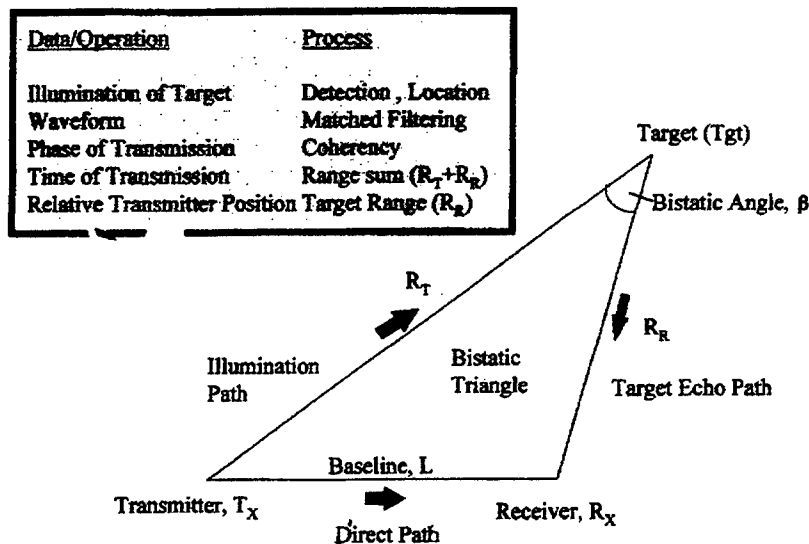 Data/Operation Process
Illumination of Target Detection , Location
Waveform Matched Filtering
Phase of Transmission Coherency
Time of Transmission Range sum (R_T+R_R)
Relative Transmitter Position Target Range (R_R)
Target (Tgt)
Bistatic Angle, β
R_T
R_R
Illumination
Path
Bistatic
Triangle
Target Echo Path
Baseline, L
Transmitter, T_X
Receiver, R_X
Direct Path